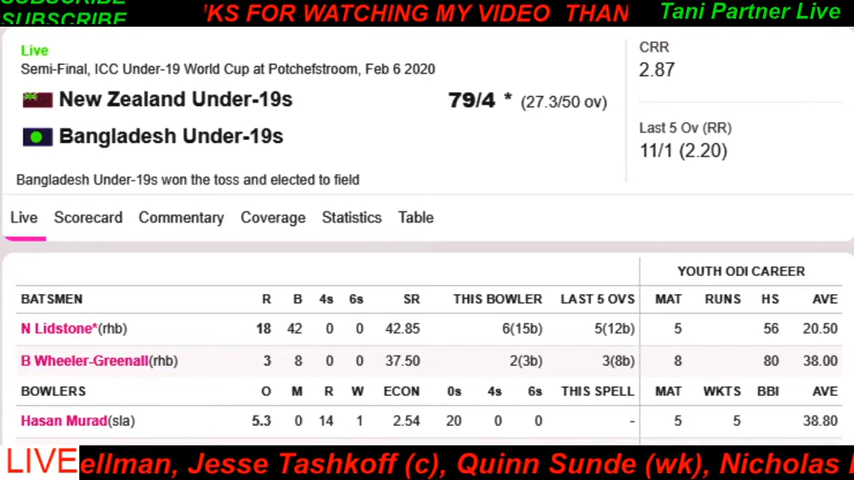 SUBSCRIBE
SUBSCRIBE
KS FOR WATCHING MY VIDEO THAN
Tani Partner Live
Live
Semi-Final, ICC Under-19 World Cup at Potchefstroom, Feb 6 2020
New Zealand Under-19s 79/4 * (27.3/50 ov)
Bangladesh Under-19s
Bangladesh Under-19s won the toss and elected to field
CRR
2.87
Last 5 Ov (RR)
11/1 (2.20)
Live Scorecard Commentary Coverage Statistics Table
YOUTH ODI CAREER
BATSMEN R B 4s 6s SR THIS BOWLER LAST 5 OVS MAT RUNS HS AVE
N Lidstone*(rhb) 18 42 0 0 42.85 6(15b) 5(12b) 5 56 20.50
B Wheeler-Greenall(rhb) 3 8 0 0 37.50 2(3b) 3(8b) 8 80 38.00
BOWLERS O M R W ECON 0s 4s 6s THIS SPELL MAT WKTS BBI AVE
Hasan Murad(sla) 5.3 0 14 1 2.54 20 0 0 - 5 5 38.80
LIVE
ellman, Jesse Tashkoff (c), Quinn Sunde (wk), Nicholas